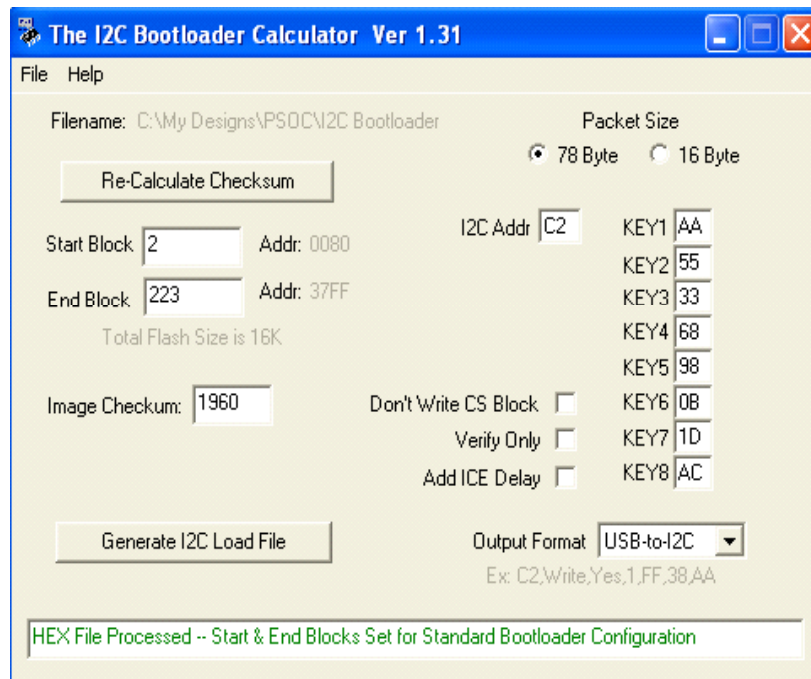 The I2C Bootloader Calculator Ver 1.31
File Help
Filename: C:\My Designs\PSOC\I2C Bootloader
Packet Size
78 Byte 16 Byte
Re-Calculate Checksum
I2C Addr C2 KEY1 AA
Start Block 2 Addr: 0080
KEY2 55
End Block 223 Addr: 37FF
KEY3 33
Total Flash Size is 16K
KEY4 68
KEY5 98
Image Checkum: 1960
Don't Write CS Block KEY6 0B
Verify Only KEY7 1D
Add ICE Delay KEY8 AC
Generate I2C Load File
Output Format USB-to-I2C
Ex: C2,Write,Yes,1,FF,38,AA
HEX File Processed -- Start & End Blocks Set for Standard Bootloader Configuration